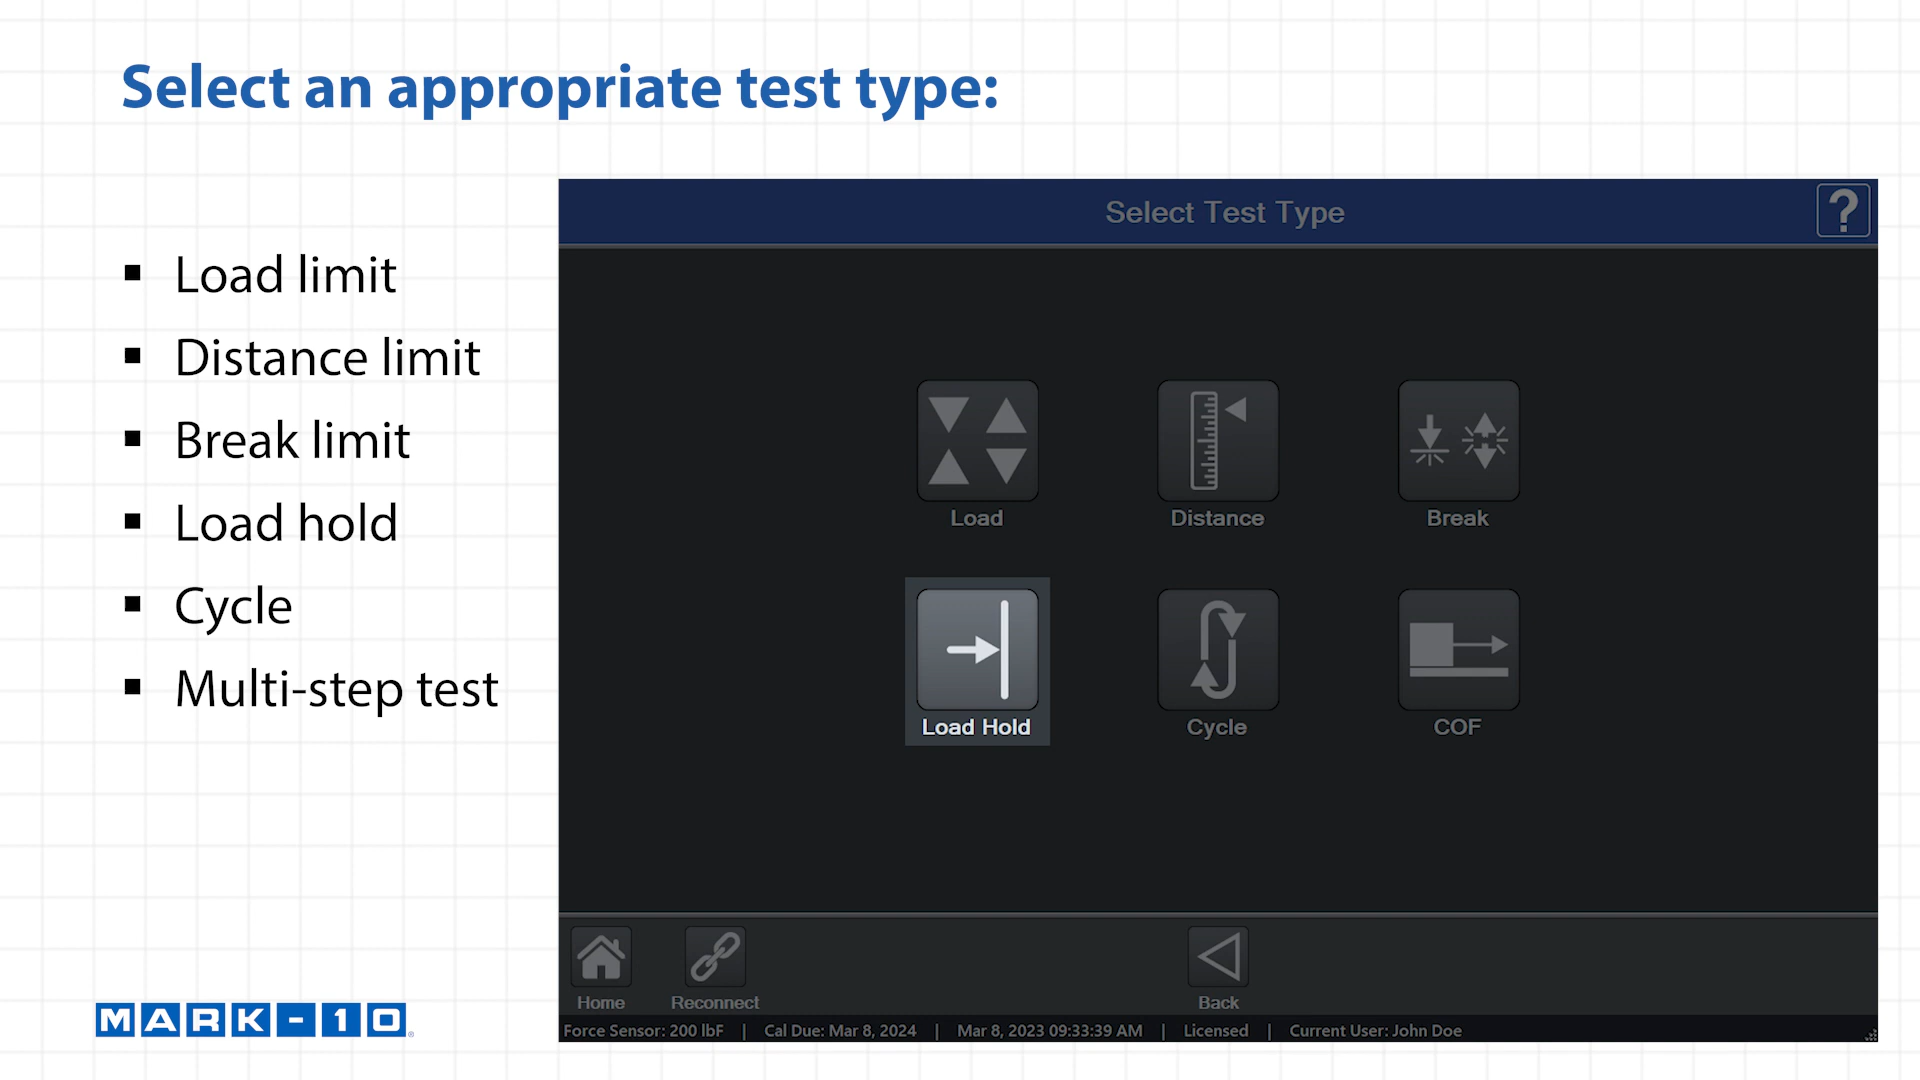 Select an appropriate test type:
Load limit
Distance limit
Break limit
Load hold
Cycle
Multi-step test
Select Test Type
?
Load
Distance
Break
Load Hold
Cycle
COF
Home
Reconnect
Back
Force Sensor: 200 lbF | Cal Due: Mar 8, 2024 | Mar 8, 2023 09:33:39 AM | Licensed | Current User: John Doe
MARK-10®